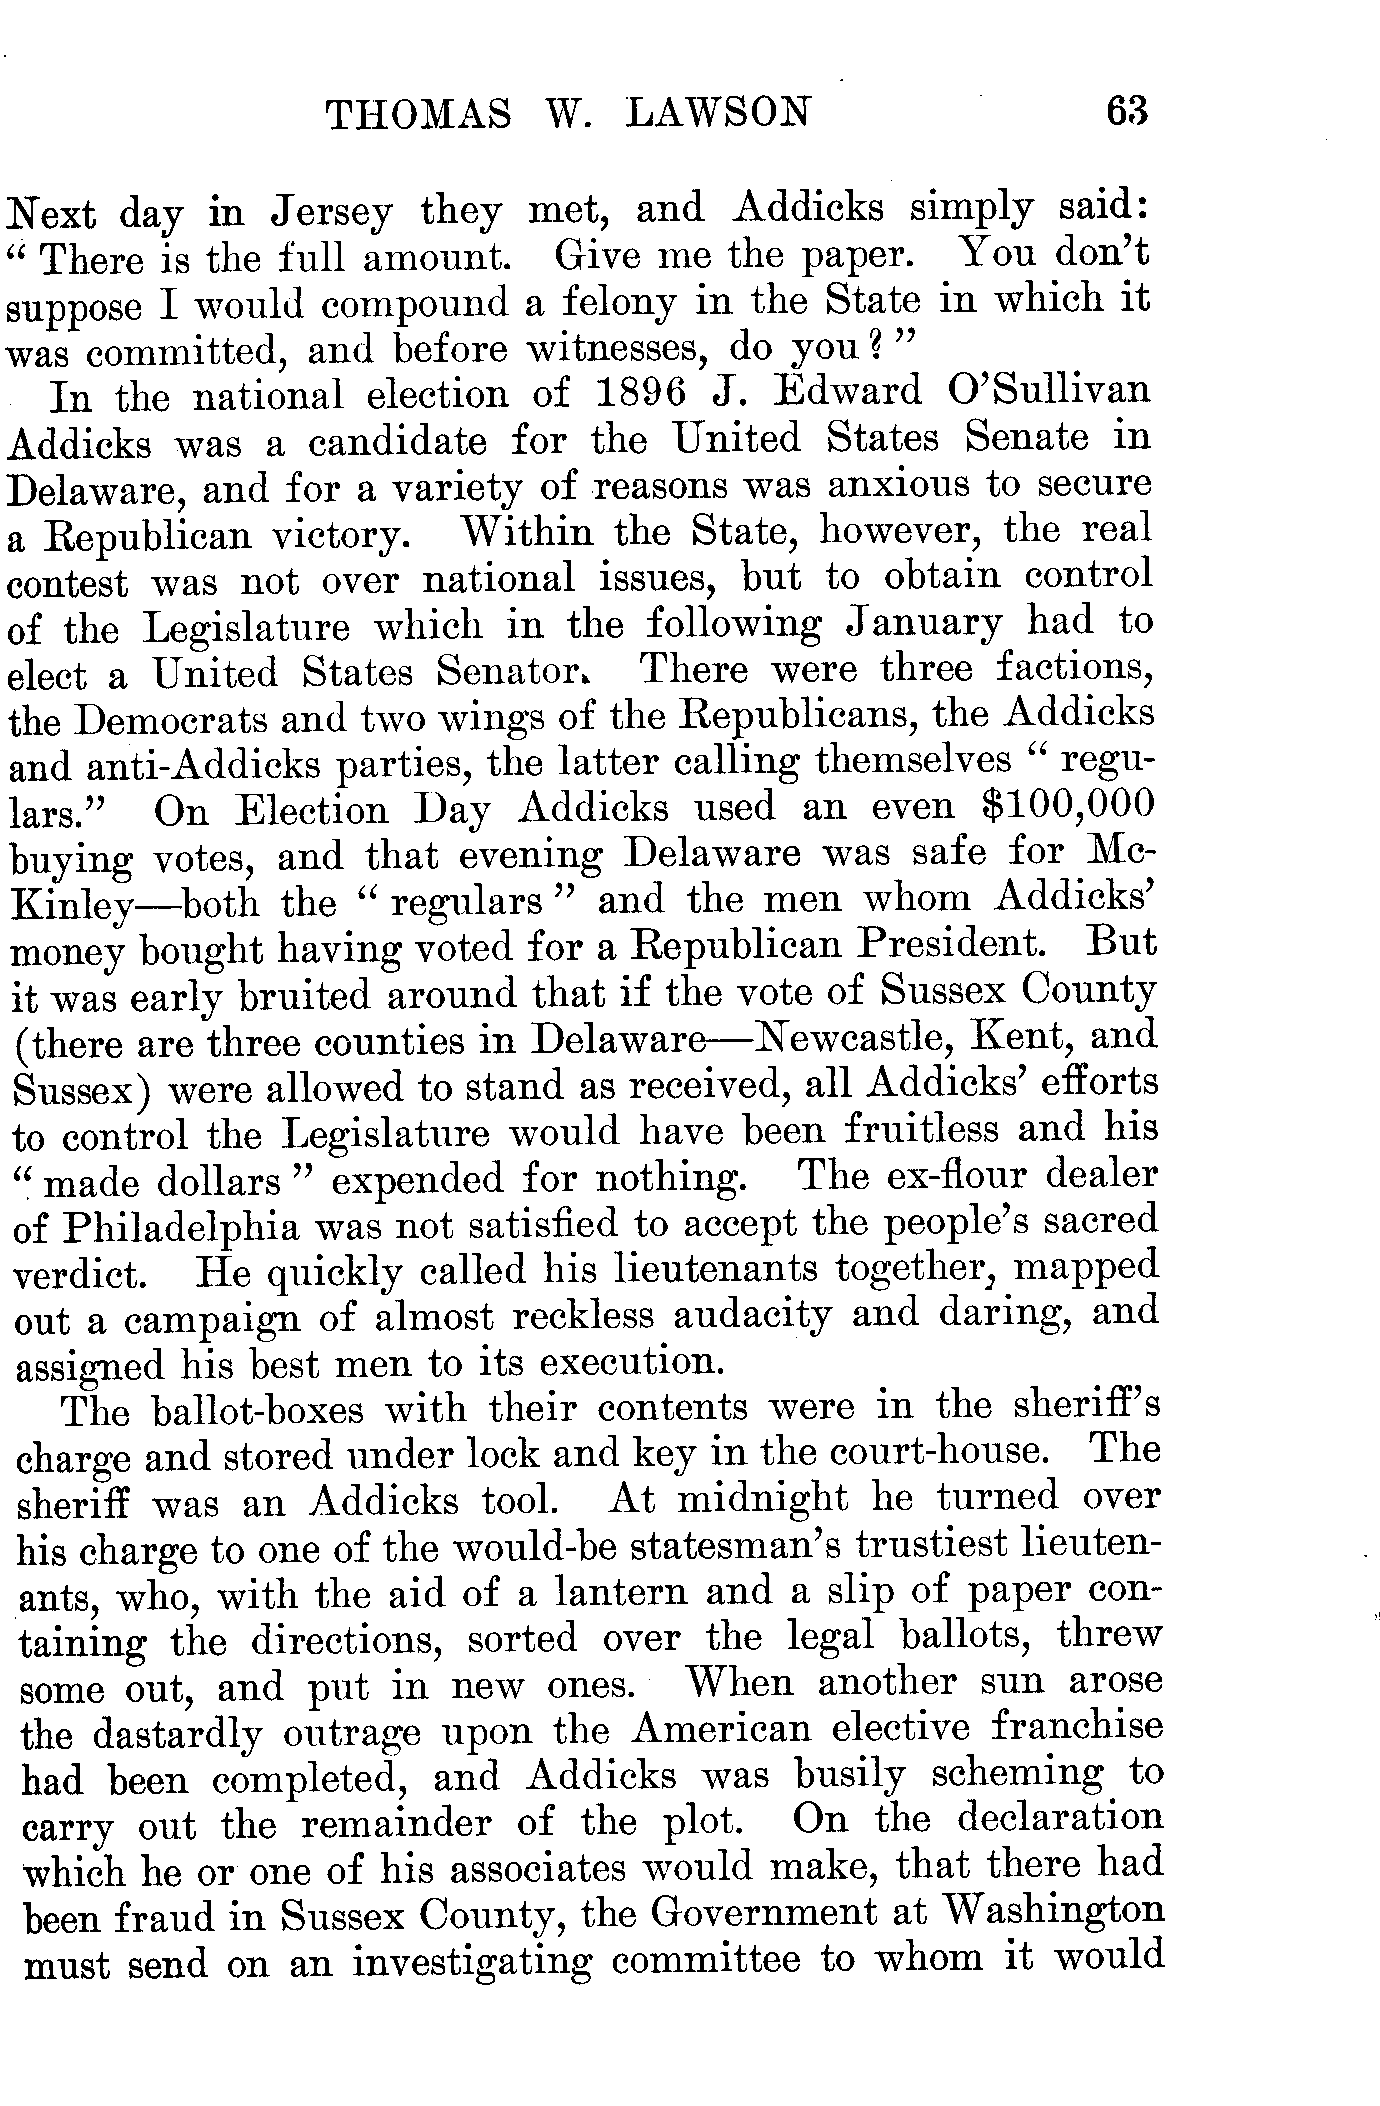 THOMAS W. LAWSON 63
Next day in Jersey they met, and Addicks simply said:
“ There is the full amount. Give me the paper. You don’t
suppose I would compound a felony in the State in which it
was committed, and before witnesses, do you? ”
In the national election of 1896 J. Edward O’Sullivan
Addicks was a candidate for the United States Senate in
Delaware, and for a variety of reasons was anxious to secure
a Republican victory. Within the State, however, the real
contest was not over national issues, but to obtain control
of the Legislature which in the following January had to
elect a United States Senator. There were three factions,
the Democrats and two wings of the Republicans, the Addicks
and anti-Addicks parties, the latter calling themselves “ regu-
lars.” On Election Day Addicks used an even $100,000
buying votes, and that evening Delaware was safe for Mc-
Kinley—both the “ regulars ” and the men whom Addicks’
money bought having voted for a Republican President. But
it was early bruited around that if the vote of Sussex County
(there are three counties in Delaware—Newcastle, Kent, and
Sussex) were allowed to stand as received, all Addicks’ efforts
to control the Legislature would have been fruitless and his
“ made dollars ” expended for nothing. The ex-flour dealer
of Philadelphia was not satisfied to accept the people’s sacred
verdict. He quickly called his lieutenants together, mapped
out a campaign of almost reckless audacity and daring, and
assigned his best men to its execution.
The ballot-boxes with their contents were in the sheriff’s
charge and stored under lock and key in the court-house. The
sheriff was an Addicks tool. At midnight he turned over
his charge to one of the would-be statesman’s trustiest lieuten-
ants, who, with the aid of a lantern and a slip of paper con-
taining the directions, sorted over the legal ballots, threw
some out, and put in new ones. When another sun arose
the dastardly outrage upon the American elective franchise
had been completed, and Addicks was busily scheming to
carry out the remainder of the plot. On the declaration
which he or one of his associates would make, that there had
been fraud in Sussex County, the Government at Washington
must send on an investigating committee to whom it would